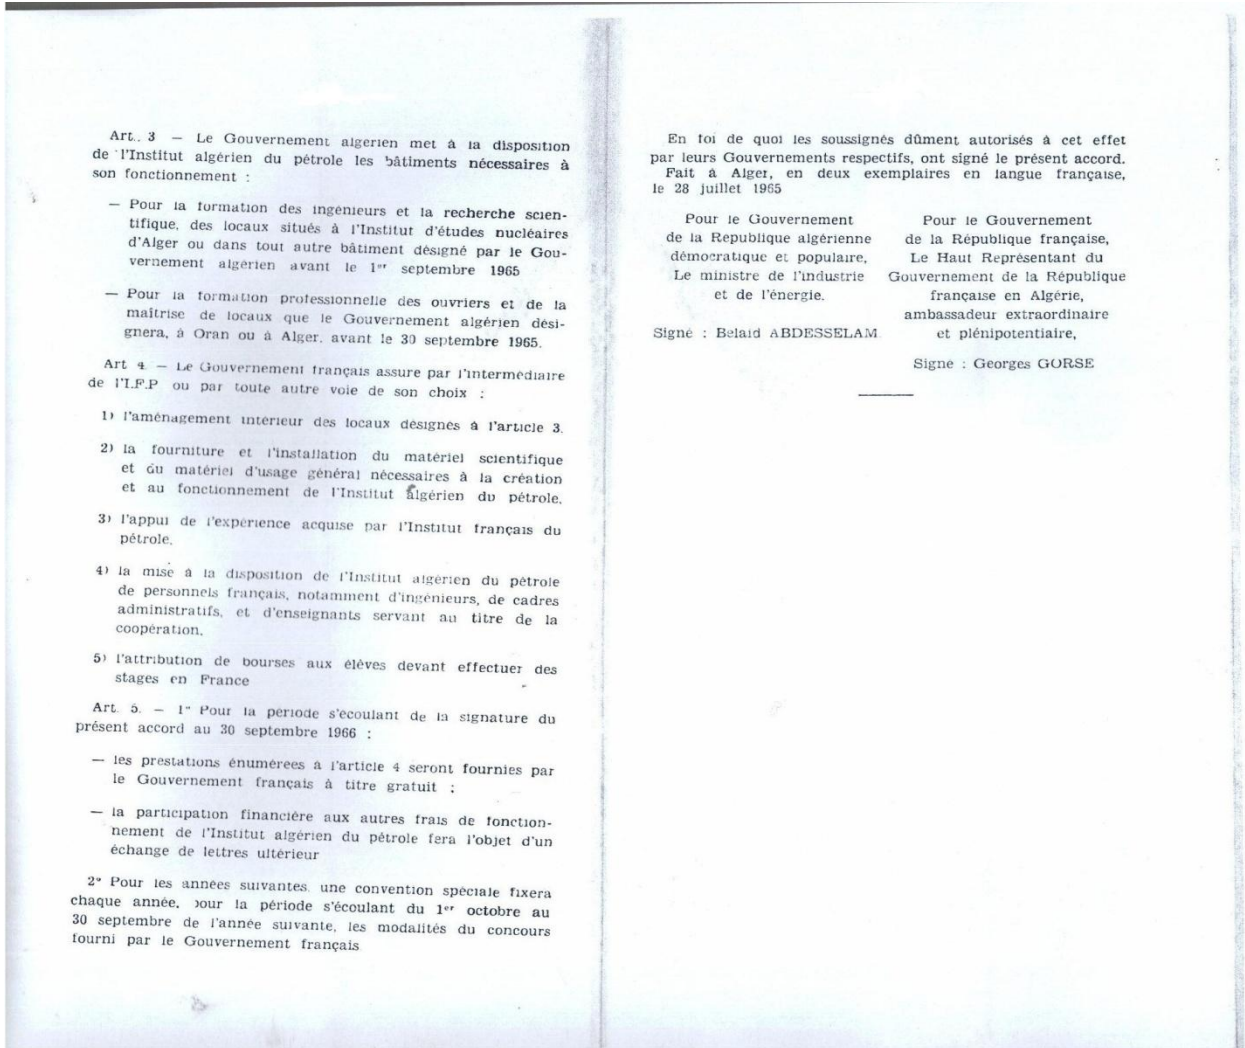 Art. 3 — Le Gouvernement algerien met à la disposition
de l'Institut algérien du pétrole les bâtiments nécessaires à
son fonctionnement :
— Pour la formation des ingénieurs et la recherche scien-
tifique, des locaux situés à l'Institut d'études nucléaires
d'Alger ou dans tout autre bâtiment désigné par le Gou-
vernement algérien avant le 1er septembre 1965
— Pour la formation professionnelle des ouvriers et de la
maîtrise de locaux que le Gouvernement algérien dési-
gnera, à Oran ou à Alger. avant le 30 septembre 1965.
Art 4 — Le Gouvernement français assure par l'intermédiaire
de l'I.F.P ou par toute autre voie de son choix :
1) l'aménagement intérieur des locaux désignés à l'article 3.
2) la fourniture et l'installation du matériel scientifique
et du matériel d'usage général nécessaires à la création
et au fonctionnement de l'Institut algérien du pétrole.
3) l'appui de l'expérience acquise par l'Institut français du
pétrole.
4) la mise à la disposition de l'Institut algérien du pétrole
de personnels français, notamment d'ingénieurs, de cadres
administratifs, et d'enseignants servant au titre de la
coopération.
5) l'attribution de bourses aux élèves devant effectuer des
stages en France
Art. 5. — 1° Pour la période s'écoulant de la signature du
présent accord au 30 septembre 1966 :
— les prestations énumérées à l'article 4 seront fournies par
le Gouvernement français à titre gratuit ;
— la participation financière aux autres frais de fonction-
nement de l'Institut algérien du pétrole fera l'objet d'un
échange de lettres ultérieur
2° Pour les années suivantes. une convention spéciale fixera
chaque année. pour la période s'écoulant du 1er octobre au
30 septembre de l'année suivante, les modalités du concours
fourni par le Gouvernement français
En foi de quoi les soussignés dûment autorisés à cet effet
par leurs Gouvernements respectifs, ont signé le présent accord.
Fait à Alger, en deux exemplaires en langue française,
le 28 juillet 1965
Pour le Gouvernement
de la Republique algérienne
démocratique et populaire,
Le ministre de l'industrie
et de l'énergie.
Signé : Belaid ABDESSELAM
Pour le Gouvernement
de la République française,
Le Haut Représentant du
Gouvernement de la République
française en Algérie,
ambassadeur extraordinaire
et plénipotentiaire,
Signé : Georges GORSE